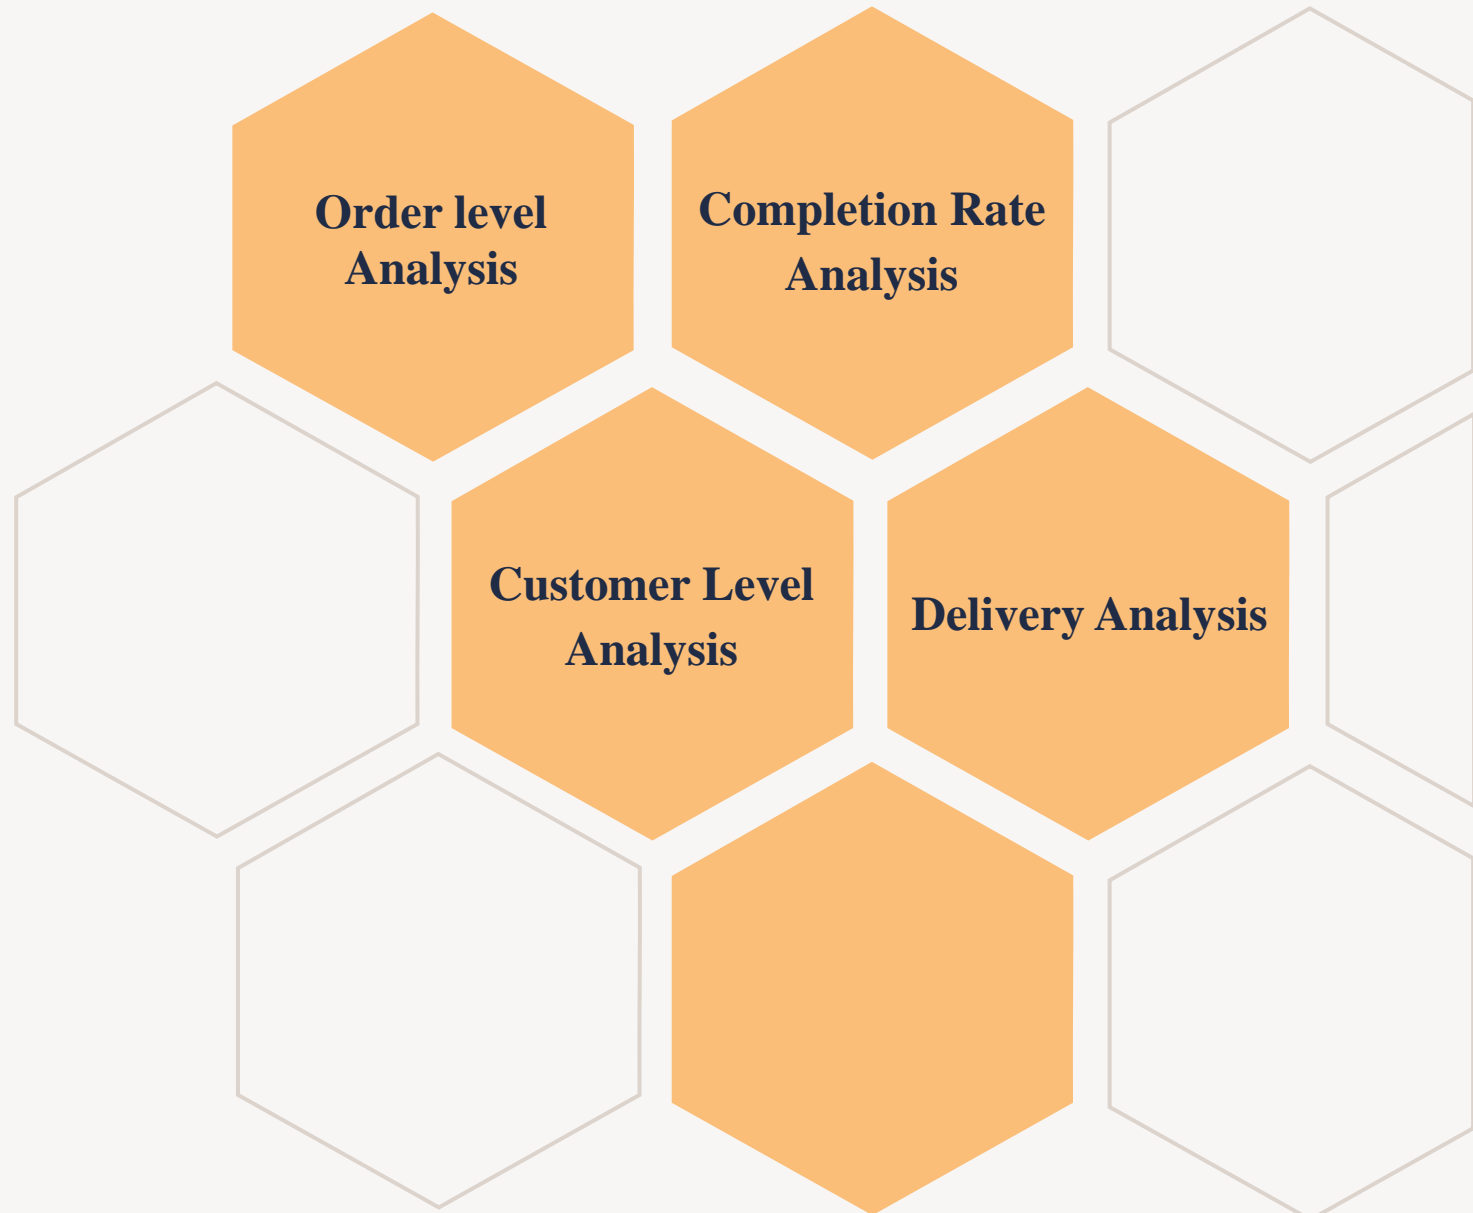 Order level
Analysis
Completion Rate
Analysis
Customer Level
Analysis
Delivery Analysis